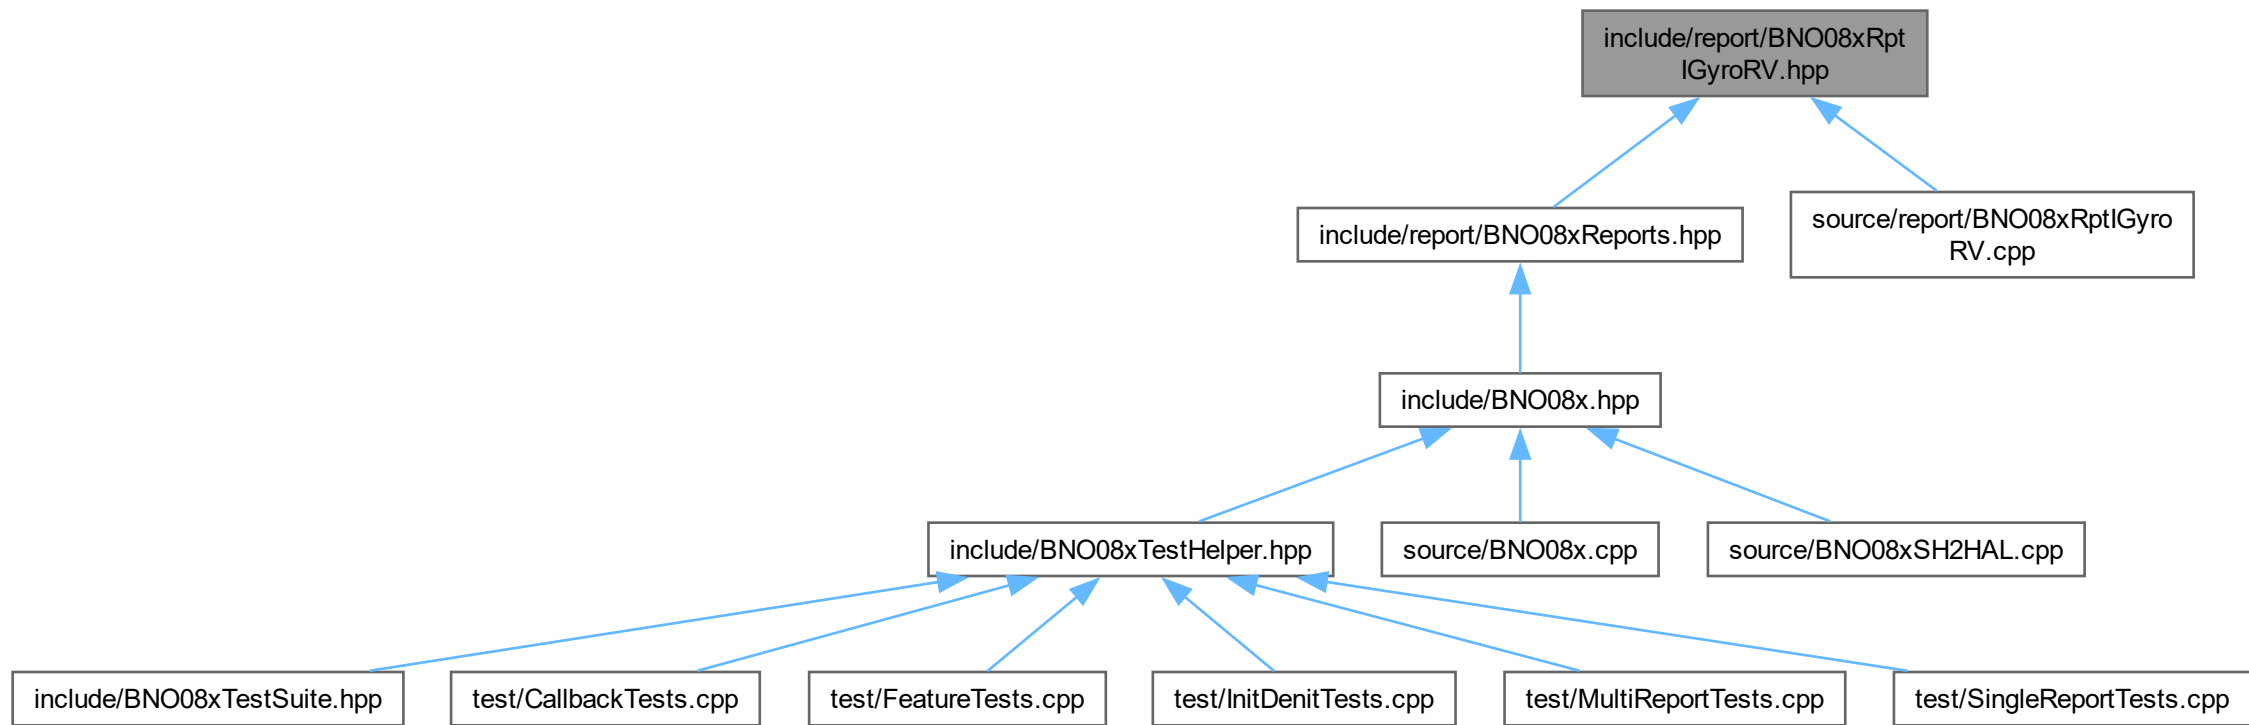 include/report/BNO08xRpt
IGyroRV.hpp
include/report/BNO08xReports.hpp
source/report/BNO08xRptIGyro
RV.cpp
include/BNO08x.hpp
include/BNO08xTestHelper.hpp
source/BNO08x.cpp
source/BNO08xSH2HAL.cpp
include/BNO08xTestSuite.hpp
test/CallbackTests.cpp
test/FeatureTests.cpp
test/InitDenitTests.cpp
test/MultiReportTests.cpp
test/SingleReportTests.cpp